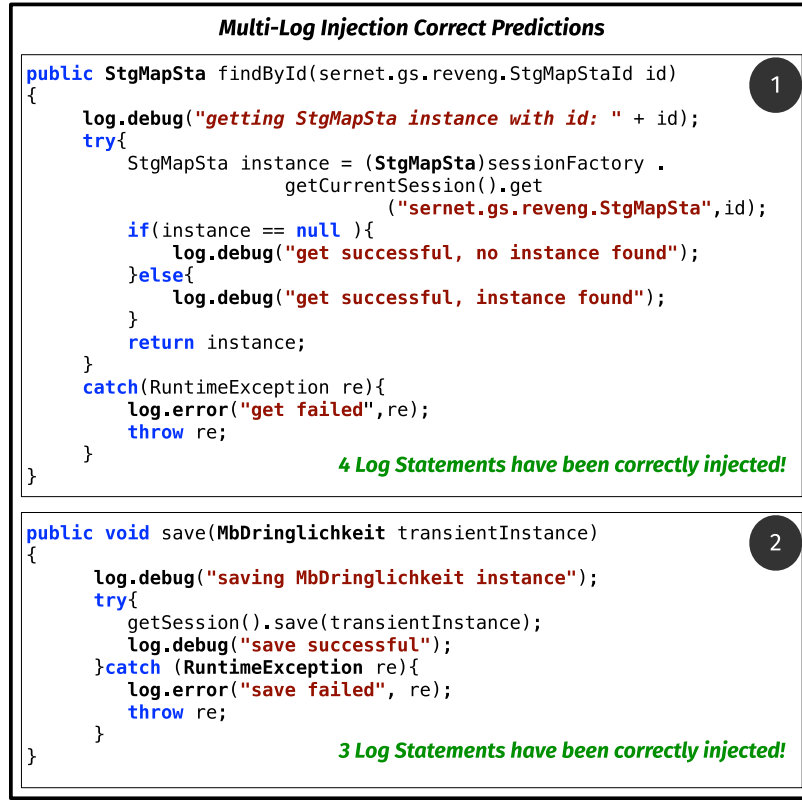 Multi-Log Injection Correct Predictions
1
public StgMapSta findById(sernet.gs.reveng.StgMapStaId id)
{
log.debug("getting StgMapSta instance with id: " + id);
try{
StgMapSta instance = (StgMapSta)sessionFactory .
getCurrentSession().get
("sernet.gs.reveng.StgMapSta",id);
if(instance == null ){
log.debug("get successful, no instance found");
}else{
log.debug("get successful, instance found");
}
return instance;
}
catch(RuntimeException re){
log.error("get failed",re);
throw re;
}
4 Log Statements have been correctly injected!
}
2
public void save(MbDringlichkeit transientInstance)
{
log.debug("saving MbDringlichkeit instance");
try{
getSession().save(transientInstance);
log.debug("save successful");
}catch (RuntimeException re){
log.error("save failed", re);
throw re;
}
3 Log Statements have been correctly injected!
}